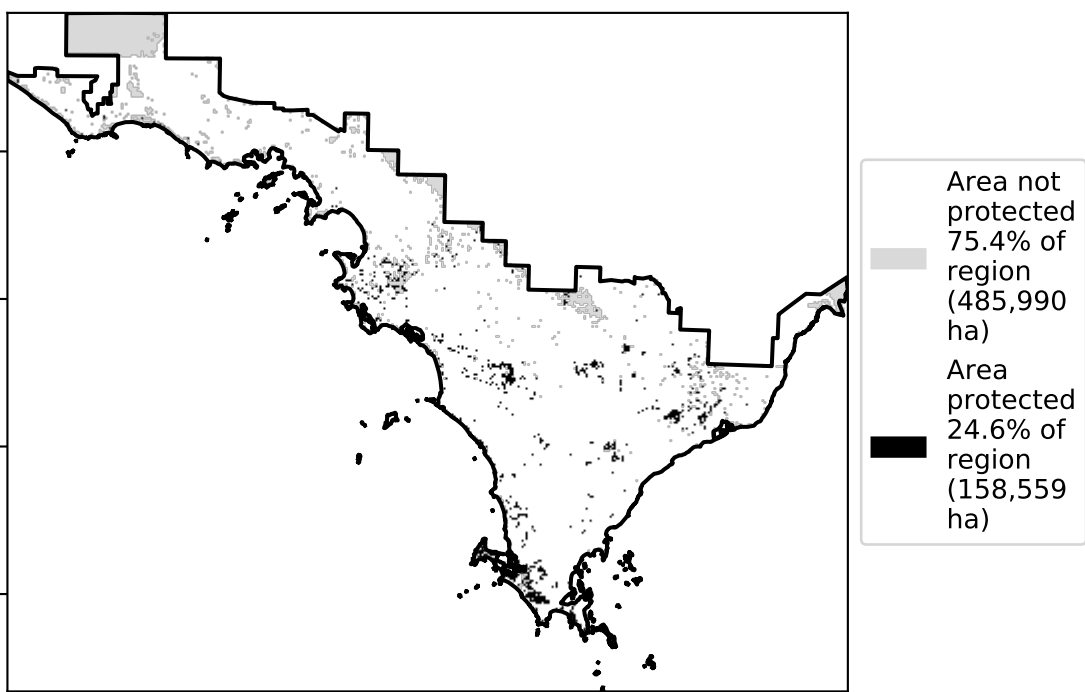 Area not
protected
75.4% of
region
(485,990
ha)
Area
protected
24.6% of
region
(158,559
ha)